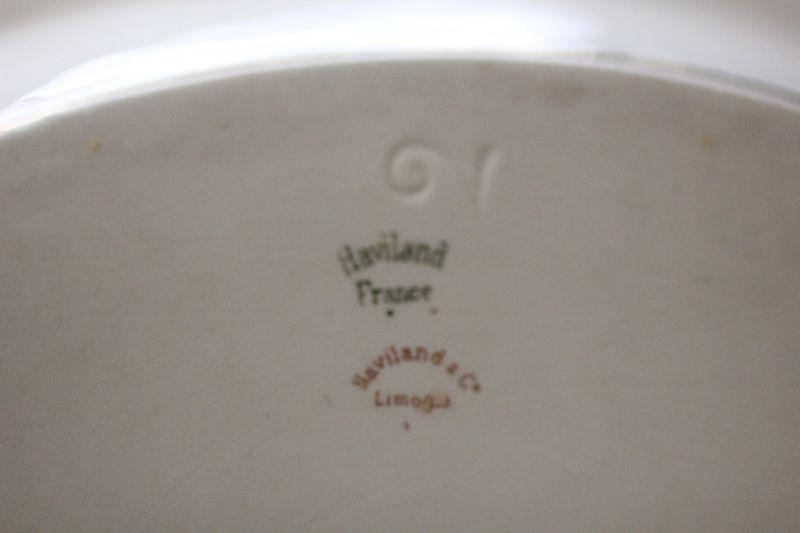 Haviland
France
Haviland & Co
Limoges